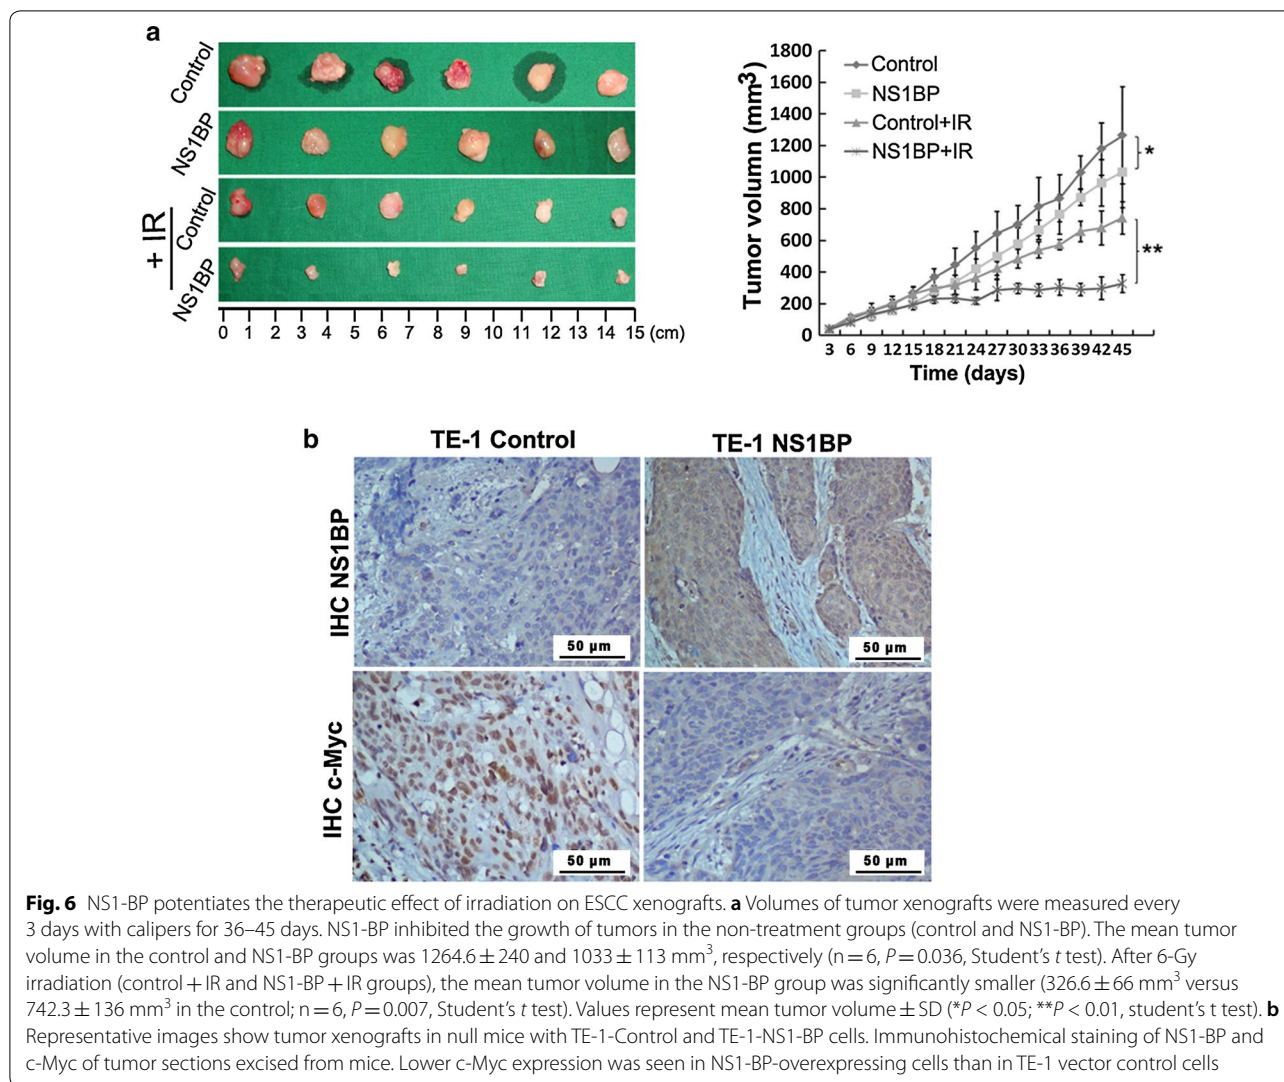 a
Control
NS1BP
Control
NS1BP
+ IR
0 1 2 3 4 5 6 7 8 9 10 11 12 13 14 15 (cm)
Tumor volumn (mm3)
1800
1600
1400
1200
1000
800
600
400
200
0
Control
NS1BP
Control+IR
NS1BP+IR
*
**
3 6 9 12 15 18 21 24 27 30 33 36 39 42 45
Time (days)
b
TE-1 Control TE-1 NS1BP
IHC NS1BP
50 µm 50 µm
IHC c-Myc
50 µm 50 µm
Fig. 6 NS1-BP potentiates the therapeutic effect of irradiation on ESCC xenografts. a Volumes of tumor xenografts were measured every
3 days with calipers for 36–45 days. NS1-BP inhibited the growth of tumors in the non-treatment groups (control and NS1-BP). The mean tumor
volume in the control and NS1-BP groups was 1264.6 ± 240 and 1033 ± 113 mm3, respectively (n = 6, P = 0.036, Student's t test). After 6-Gy
irradiation (control + IR and NS1-BP + IR groups), the mean tumor volume in the NS1-BP group was significantly smaller (326.6 ± 66 mm3 versus
742.3 ± 136 mm3 in the control; n = 6, P = 0.007, Student's t test). Values represent mean tumor volume ± SD (*P < 0.05; **P < 0.01, student's t test). b
Representative images show tumor xenografts in null mice with TE-1-Control and TE-1-NS1-BP cells. Immunohistochemical staining of NS1-BP and
c-Myc of tumor sections excised from mice. Lower c-Myc expression was seen in NS1-BP-overexpressing cells than in TE-1 vector control cells